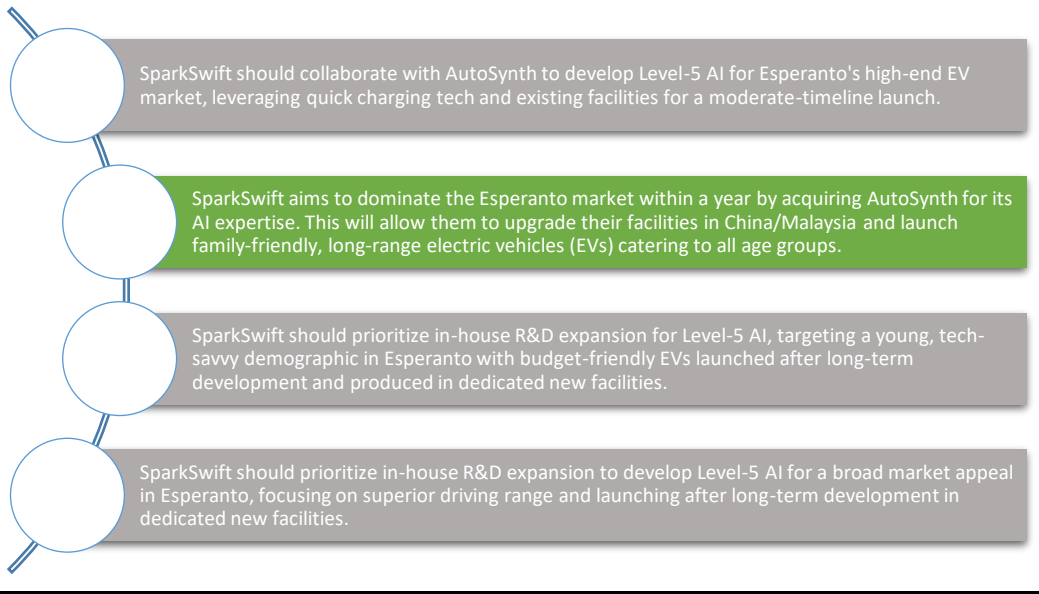 SparkSwift should collaborate with AutoSynth to develop Level-5 AI for Esperanto's high-end EV
market, leveraging quick charging tech and existing facilities for a moderate-timeline launch.
SparkSwift aims to dominate the Esperanto market within a year by acquiring AutoSynth for its
AI expertise. This will allow them to upgrade their facilities in China/Malaysia and launch
family-friendly, long-range electric vehicles (EVs) catering to all age groups.
SparkSwift should prioritize in-house R&D expansion for Level-5 AI, targeting a young, tech-
savvy demographic in Esperanto with budget-friendly EVs launched after long-term
development and produced in dedicated new facilities.
SparkSwift should prioritize in-house R&D expansion to develop Level-5 AI for a broad market appeal
in Esperanto, focusing on superior driving range and launching after long-term development in
dedicated new facilities.